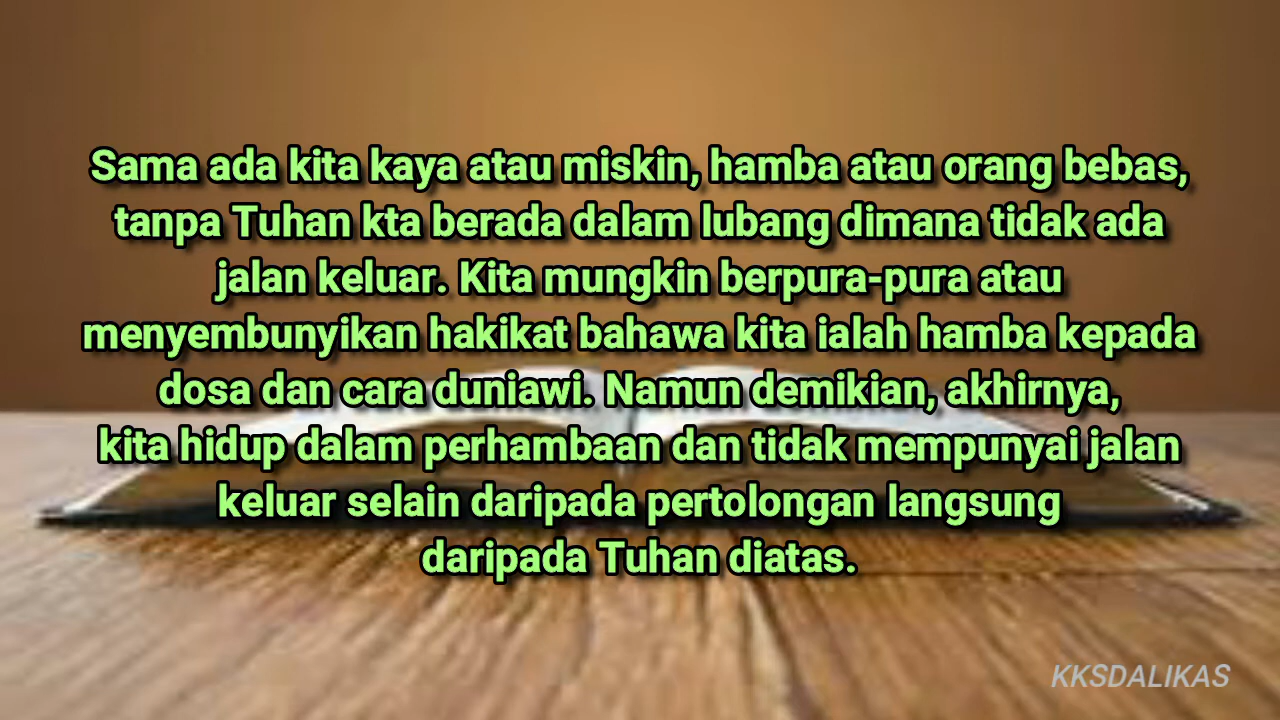 Sama ada kita kaya atau miskin, hamba atau orang bebas,
tanpa Tuhan kta berada dalam lubang dimana tidak ada
jalan keluar. Kita mungkin berpura-pura atau
menyembunyikan hakikat bahawa kita ialah hamba kepada
dosa dan cara duniawi. Namun demikian, akhirnya,
kita hidup dalam perhambaan dan tidak mempunyai jalan
keluar selain daripada pertolongan langsung
daripada Tuhan diatas.
KKSDALIKAS